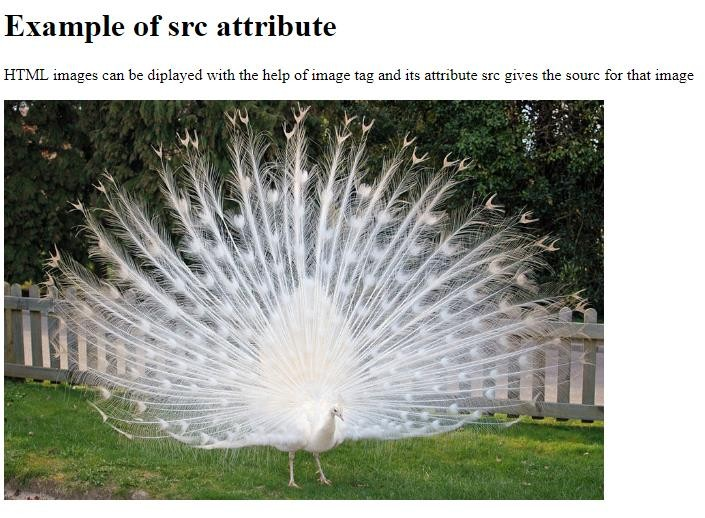 Example of src attribute
HTML images can be diplayed with the help of image tag and its attribute src gives the sourc for that image